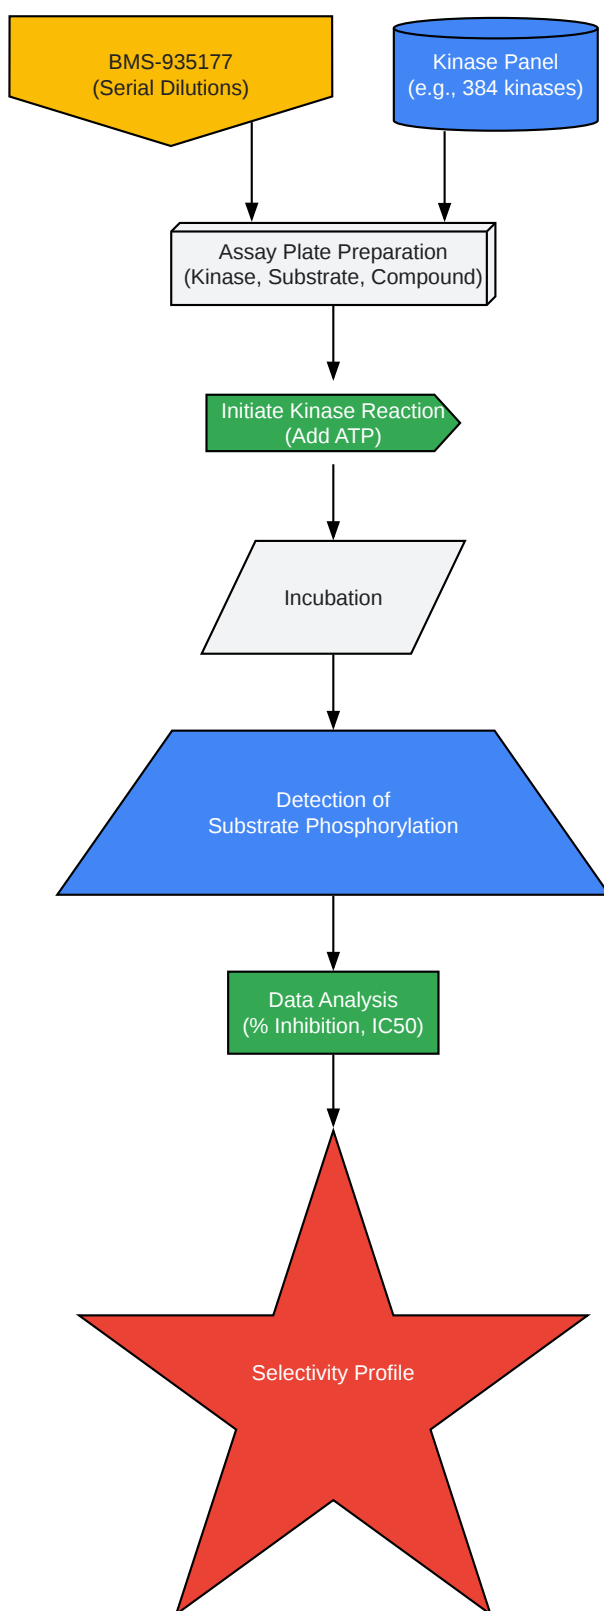 BMS-935177
(Serial Dilutions)
Kinase Panel
(e.g., 384 kinases)
Assay Plate Preparation
(Kinase, Substrate, Compound)
Initiate Kinase Reaction
(Add ATP)
Incubation
Detection of
Substrate Phosphorylation
Data Analysis
(% Inhibition, IC50)
Selectivity Profile